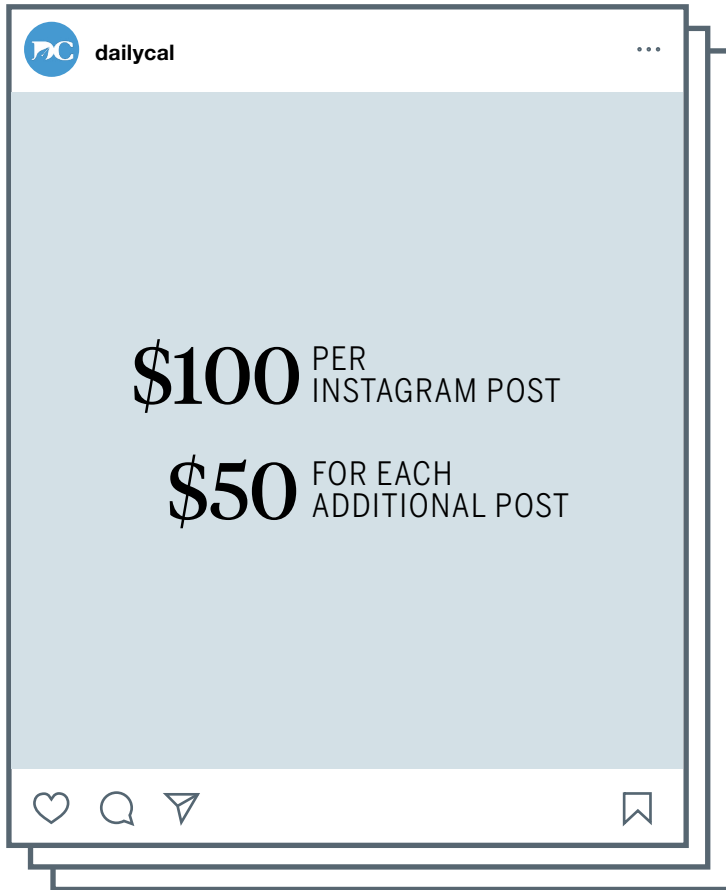 DC
dailycal
$100 PER
INSTAGRAM POST
$50 FOR EACH
ADDITIONAL POST